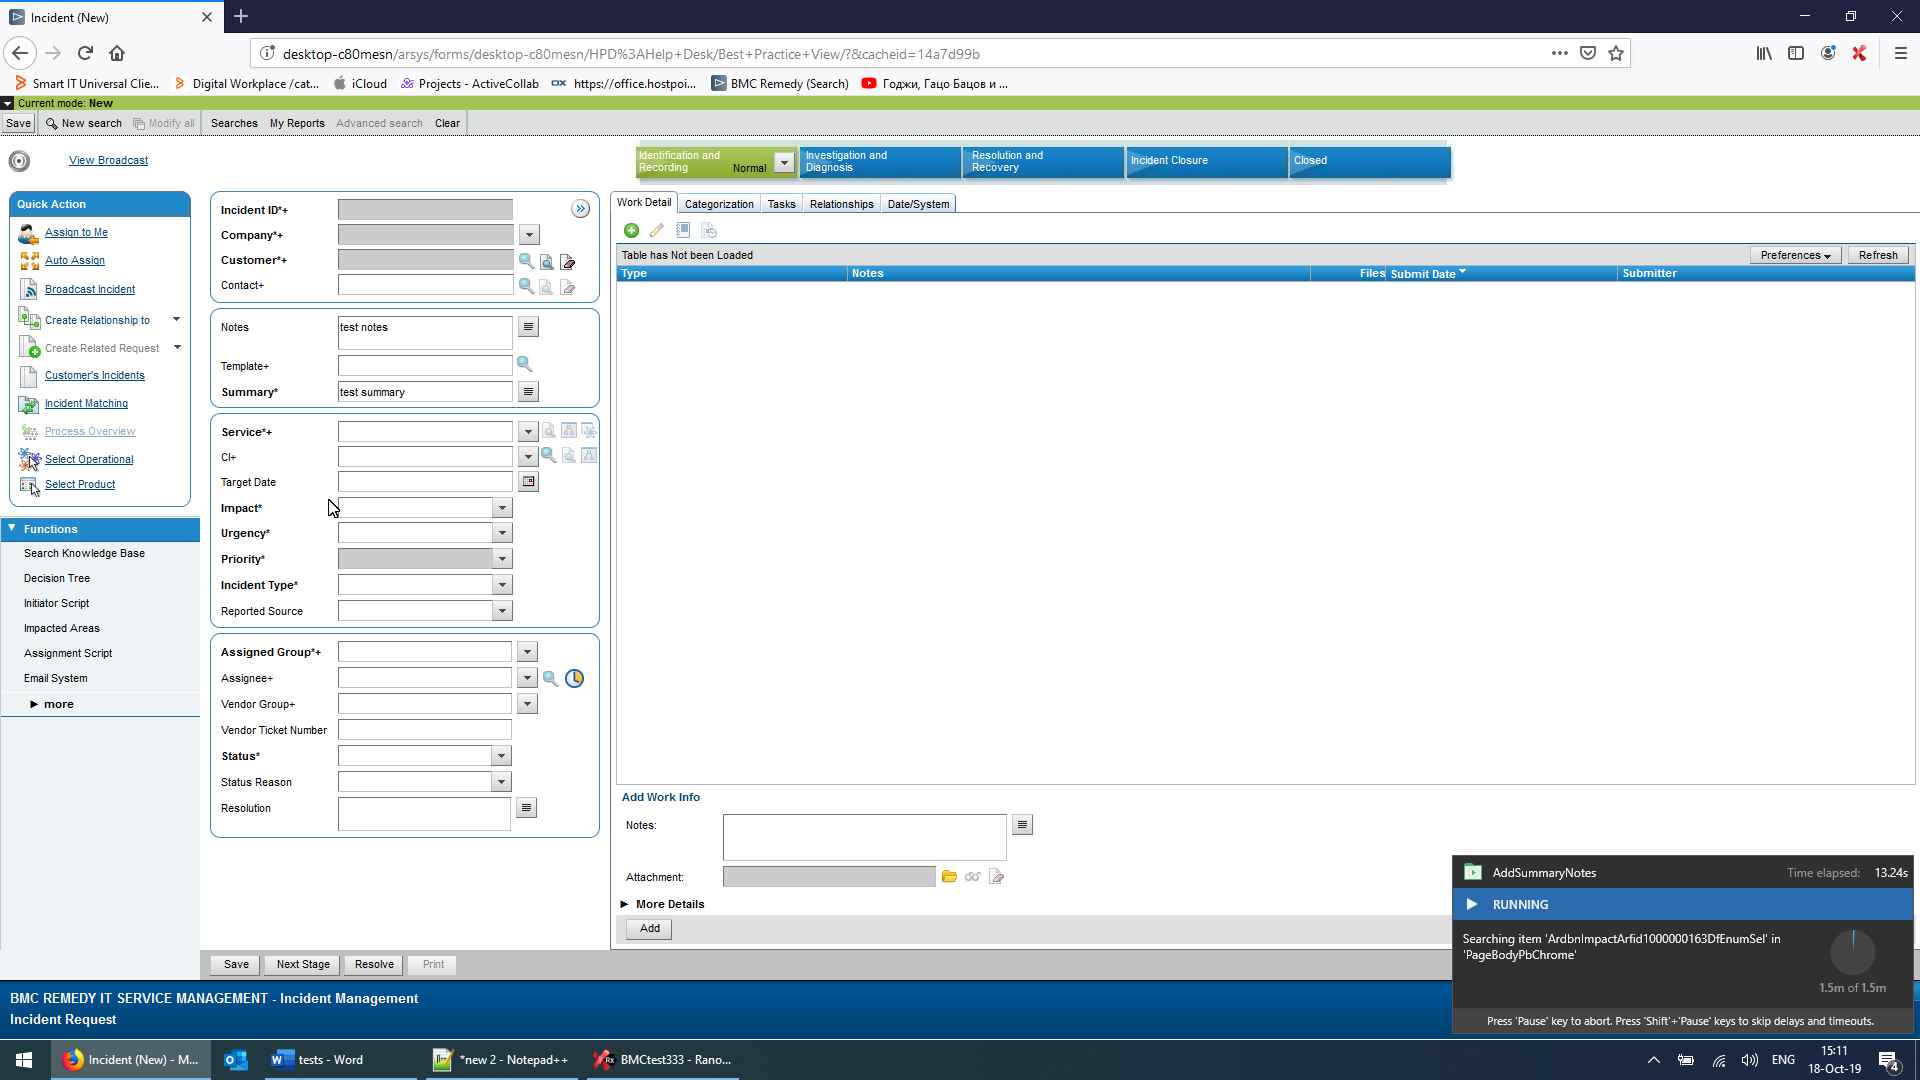 Incident (New)
desktop-c80mesn/arsys/forms/desktop-c80mesn/HPD%3AHelp+Desk/Best+Practice+View/?&cacheid=14a7d99b
Smart IT Universal Clie...
Digital Workplace /cat...
iCloud
Projects - ActiveCollab
https://office.hostpoi...
BMC Remedy (Search)
Годжи, Гацо Бацов и ...
Current mode: New
Save
New search
Modify all
Searches
My Reports
Advanced search
Clear
View Broadcast
Identification and Recording
Normal
Investigation and Diagnosis
Resolution and Recovery
Incident Closure
Closed
Quick Action
Assign to Me
Auto Assign
Broadcast Incident
Create Relationship to
Create Related Request
Customer's Incidents
Incident Matching
Process Overview
Select Operational
Select Product
Functions
Search Knowledge Base
Decision Tree
Initiator Script
Impacted Areas
Assignment Script
Email System
more
Incident ID*+
Company*+
Customer*+
Contact+
Notes
test notes
Template+
Summary*
test summary
Service*+
CI+
Target Date
Impact*
Urgency*
Priority*
Incident Type*
Reported Source
Assigned Group*+
Assignee+
Vendor Group+
Vendor Ticket Number
Status*
Status Reason
Resolution
Work Detail
Categorization
Tasks
Relationships
Date/System
Table has Not been Loaded
Preferences
Refresh
Type
Notes
Files
Submit Date
Submitter
Add Work Info
Notes:
Attachment:
More Details
Add
Save
Next Stage
Resolve
Print
BMC REMEDY IT SERVICE MANAGEMENT - Incident Management
Incident Request
AddSummaryNotes
Time elapsed: 13.24s
RUNNING
Searching item 'ArdbnImpactArfid1000000163DfEnumSel' in
'PageBodyPbChrome'
1.5m of 1.5m
Press 'Pause' key to abort. Press 'Shift'+'Pause' keys to skip delays and timeouts.
Incident (New) - M...
tests - Word
*new 2 - Notepad++
BMCtest333 - Rano...
ENG
15:11
18-Oct-19
4